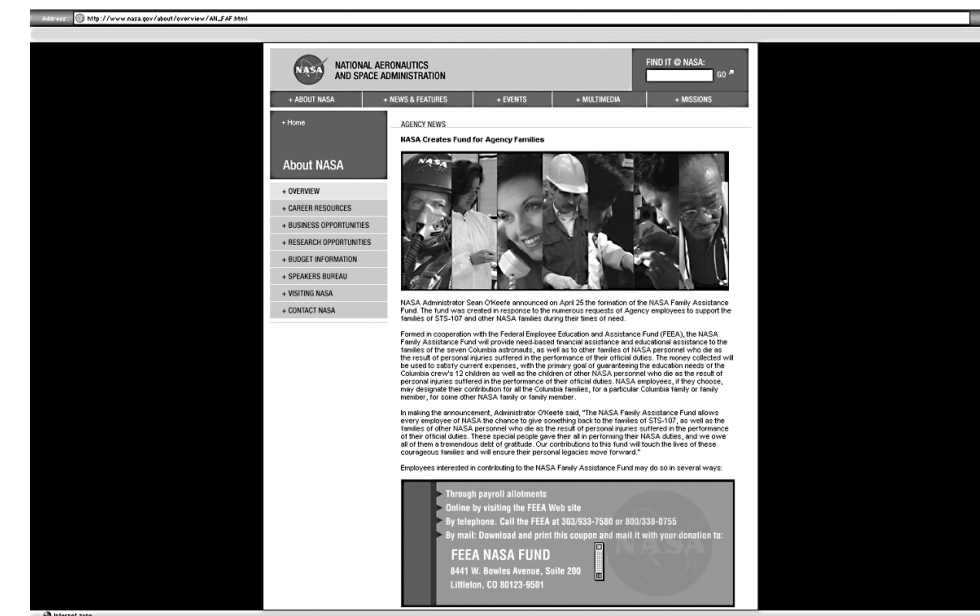 Address: http://www.nasa.gov/about/overview/AN_FAF.html
NASA
NATIONAL AERONAUTICS
AND SPACE ADMINISTRATION
FIND IT @ NASA:
GO
+ ABOUT NASA + NEWS & FEATURES + EVENTS + MULTIMEDIA + MISSIONS
+ Home
About NASA
+ OVERVIEW
+ CAREER RESOURCES
+ BUSINESS OPPORTUNITIES
+ RESEARCH OPPORTUNITIES
+ BUDGET INFORMATION
+ SPEAKERS BUREAU
+ VISITING NASA
+ CONTACT NASA
AGENCY NEWS
NASA Creates Fund for Agency Families
NASA
NASA Administrator Sean O'Keefe announced on April 25 the formation of the NASA Family Assistance
Fund. The fund was created in response to the numerous requests of Agency employees to support the
families of STS-107 and other NASA families during their times of need.
Formed in cooperation with the Federal Employee Education and Assistance Fund (FEEA), the NASA
Family Assistance Fund will provide need-based financial assistance and educational assistance to the
families of the seven Columbia astronauts, as well as to other families of NASA personnel who die as
the result of personal injuries suffered in the performance of their official duties. The money collected will
be used to satisfy current expenses, with the primary goal of guaranteeing the education needs of the
Columbia crew's 12 children as well as the children of other NASA personnel who die as the result of
personal injuries suffered in the performance of their official duties. NASA employees, if they choose,
may designate their contribution for all the Columbia families, for a particular Columbia family or family
member, for some other NASA family or family member.
In making the announcement, Administrator O'Keefe said, "The NASA Family Assistance Fund allows
every employee of NASA the chance to give something back to the families of STS-107, as well as the
families of other NASA personnel who die as the result of personal injuries suffered in the performance
of their official duties. These special people gave their all in performing their NASA duties, and we owe
all of them a tremendous debt of gratitude. Our contributions to this fund will touch the lives of these
courageous families and will ensure their personal legacies move forward."
Employees interested in contributing to the NASA Family Assistance Fund may do so in several ways:
Through payroll allotments
Online by visiting the FEEA Web site
By telephone. Call the FEEA at 303/933-7580 or 800/338-0755
By mail: Download and print this coupon and mail it with your donation to:
FEEA NASA FUND
8441 W. Bowles Avenue, Suite 200
Littleton, CO 80123-9501
NASA
Internet zone